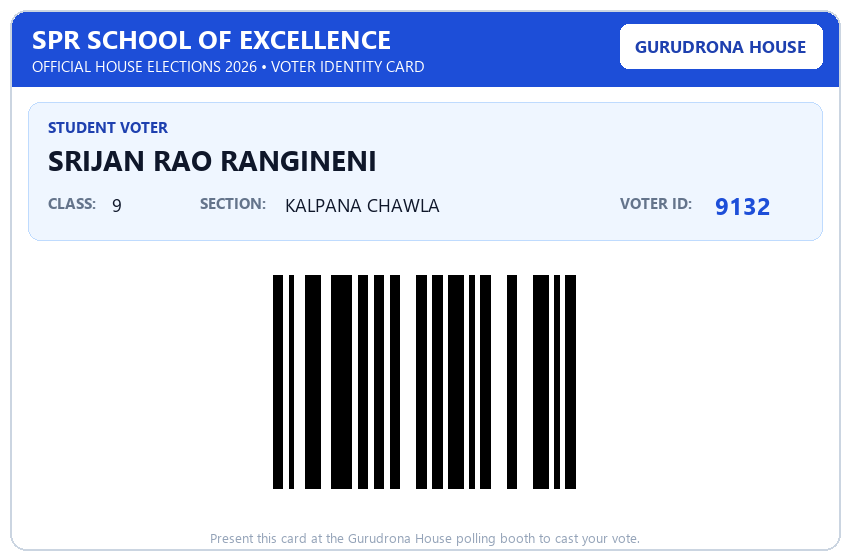 SPR SCHOOL OF EXCELLENCE
OFFICIAL HOUSE ELECTIONS 2026 • VOTER IDENTITY CARD
GURUDRONA HOUSE
STUDENT VOTER
SRIJAN RAO RANGINENI
CLASS: 9 SECTION: KALPANA CHAWLA VOTER ID: 9132
Present this card at the Gurudrona House polling booth to cast your vote.